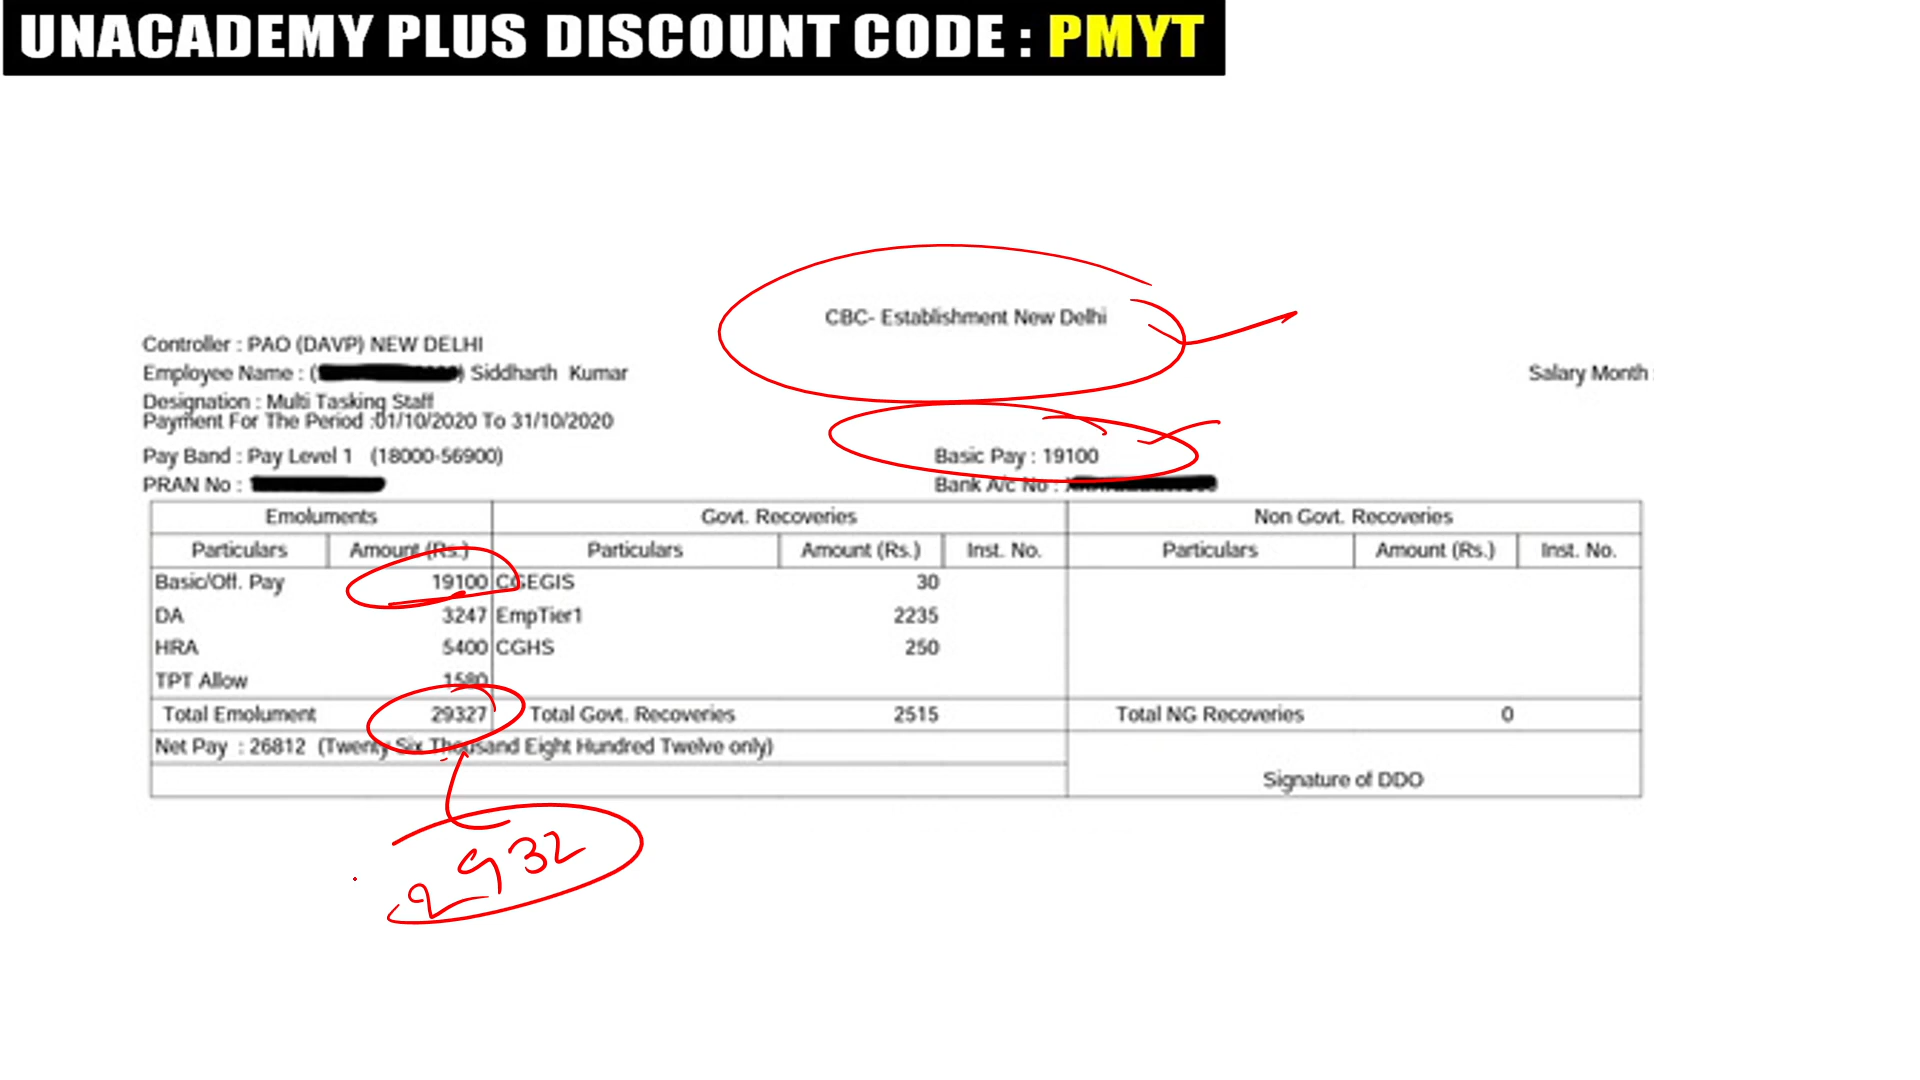 UNACADEMY PLUS DISCOUNT CODE : PMYT
CBC- Establishment New Delhi
Controller : PAO (DAVP) NEW DELHI
Employee Name : ( ) Siddharth Kumar Salary Month :
Designation : Multi Tasking Staff
Payment For The Period :01/10/2020 To 31/10/2020
Pay Band : Pay Level 1 (18000-56900) Basic Pay : 19100
PRAN No : Bank A/c No :
Emoluments Govt. Recoveries Non Govt. Recoveries
Particulars Amount (Rs.) Particulars Amount (Rs.) Inst. No. Particulars Amount (Rs.) Inst. No.
Basic/Off. Pay 19100 CGEGIS 30
DA 3247 EmpTier1 2235
HRA 5400 CGHS 250
TPT Allow 1580
Total Emolument 29327 Total Govt. Recoveries 2515 Total NG Recoveries 0
Net Pay : 26812 (Twenty Six Thousand Eight Hundred Twelve only)
Signature of DDO
2932